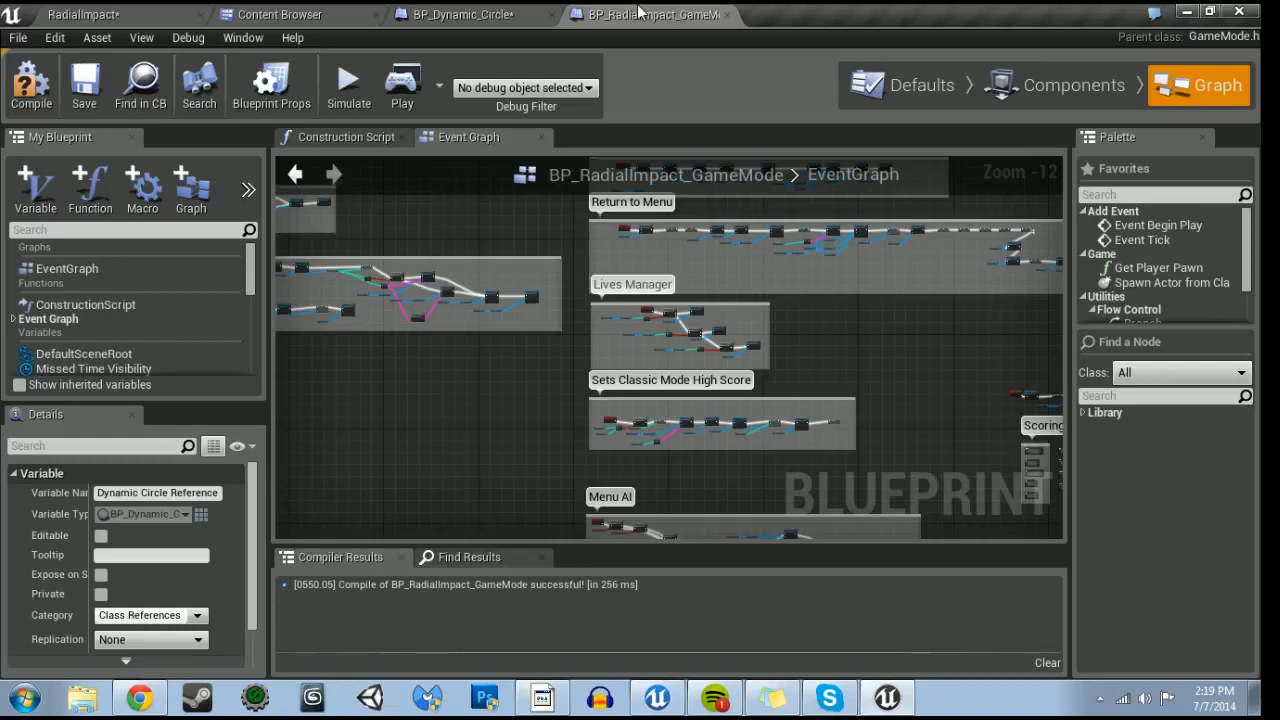 RadialImpact*
Content Browser
BP_Dynamic_Circle*
BP_RadialImpact_GameM
File Edit Asset View Debug Window Help
Parent class: GameMode.h
Compile
Save
Find in CB
Search
Blueprint Props
Simulate
Play
No debug object selected
Debug Filter
Defaults
Components
Graph
My Blueprint
Construction Script
Event Graph
Palette
Variable
Function
Macro
Graph
Search
Graphs
EventGraph
Functions
ConstructionScript
Event Graph
Variables
DefaultSceneRoot
Missed Time Visibility
Show inherited variables
BP_RadialImpact_GameMode > EventGraph
Zoom -12
Return to Menu
Lives Manager
Sets Classic Mode High Score
Menu AI
Scoring
BLUEPRINT
Favorites
Search
Add Event
Event Begin Play
Event Tick
Game
Get Player Pawn
Spawn Actor from Cla
Utilities
Flow Control
Find a Node
Class: All
Search
Library
Details
Search
Variable
Variable Na Dynamic Circle Reference
Variable Typ BP_Dynamic_C
Editable
Tooltip
Expose on S
Private
Category Class References
Replication None
Compiler Results
Find Results
[0550.05] Compile of BP_RadialImpact_GameMode successful! [in 256 ms]
Clear
2:19 PM
7/7/2014